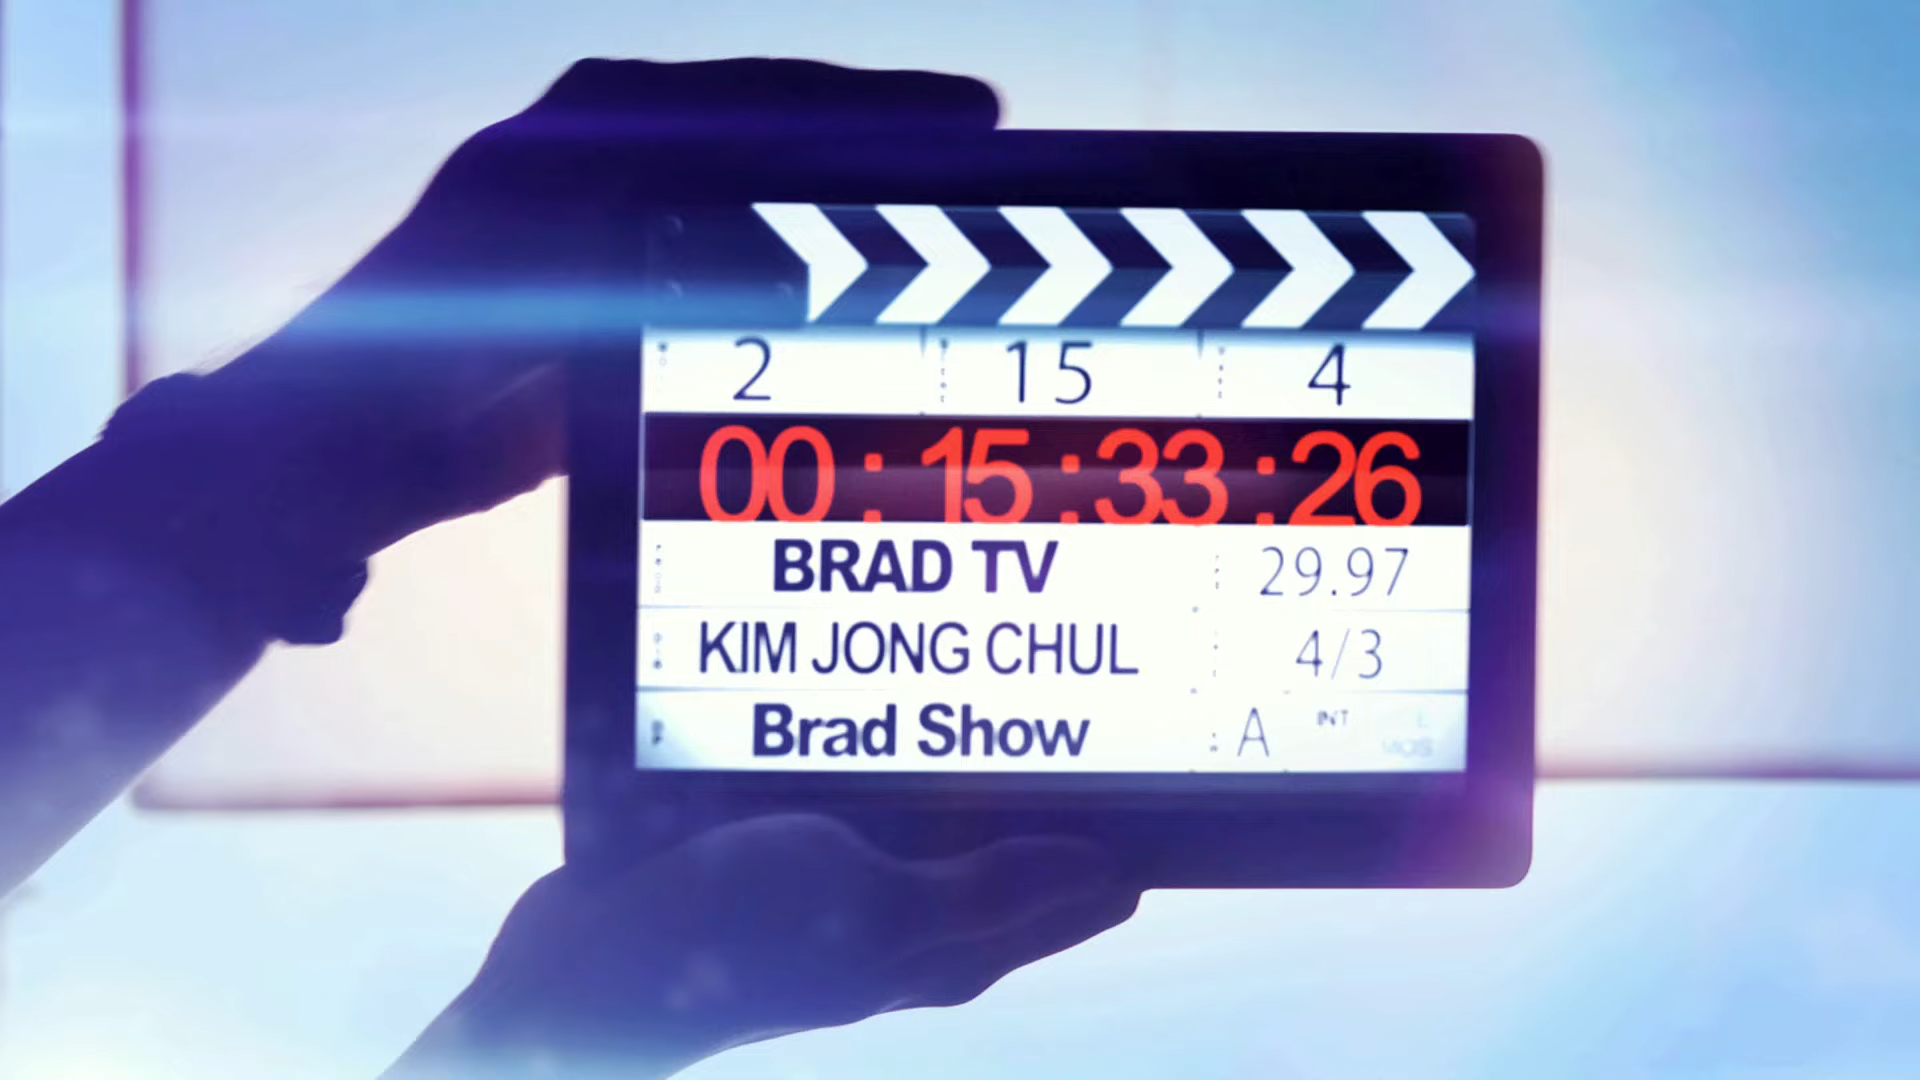 2 15 4
00:15:33:26
BRAD TV 29.97
KIM JONG CHUL 4/3
Brad Show A INT